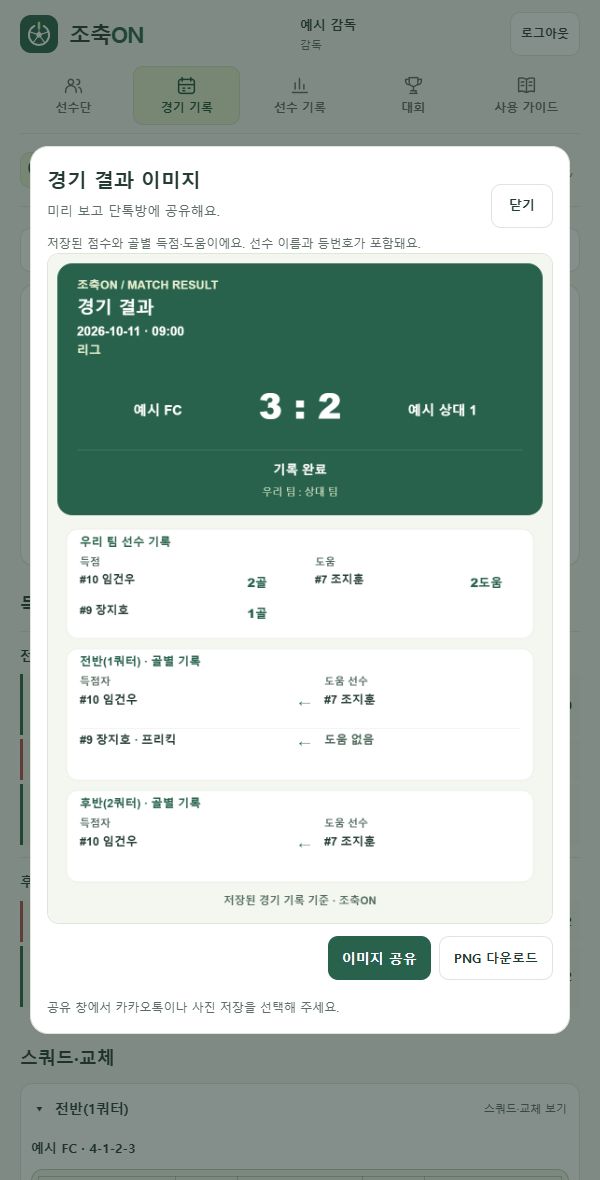 조축ON
예시 감독
감독
로그아웃
선수단
경기 기록
선수 기록
대회
사용 가이드
경기 결과 이미지
미리 보고 단톡방에 공유해요.
닫기
저장된 점수와 골별 득점·도움이에요. 선수 이름과 등번호가 포함돼요.
조축ON / MATCH RESULT
경기 결과
2026-10-11 · 09:00
리그
예시 FC
3 : 2
예시 상대 1
기록 완료
우리 팀 : 상대 팀
우리 팀 선수 기록
득점
도움
#10 임건우
2골
#7 조지훈
2도움
#9 장지호
1골
전반(1쿼터) · 골별 기록
득점자
도움 선수
#10 임건우
←
#7 조지훈
#9 장지호 · 프리킥
←
도움 없음
후반(2쿼터) · 골별 기록
득점자
도움 선수
#10 임건우
←
#7 조지훈
저장된 경기 기록 기준 · 조축ON
이미지 공유
PNG 다운로드
공유 창에서 카카오톡이나 사진 저장을 선택해 주세요.
스쿼드·교체
▼ 전반(1쿼터)
스쿼드·교체 보기
예시 FC · 4-1-2-3